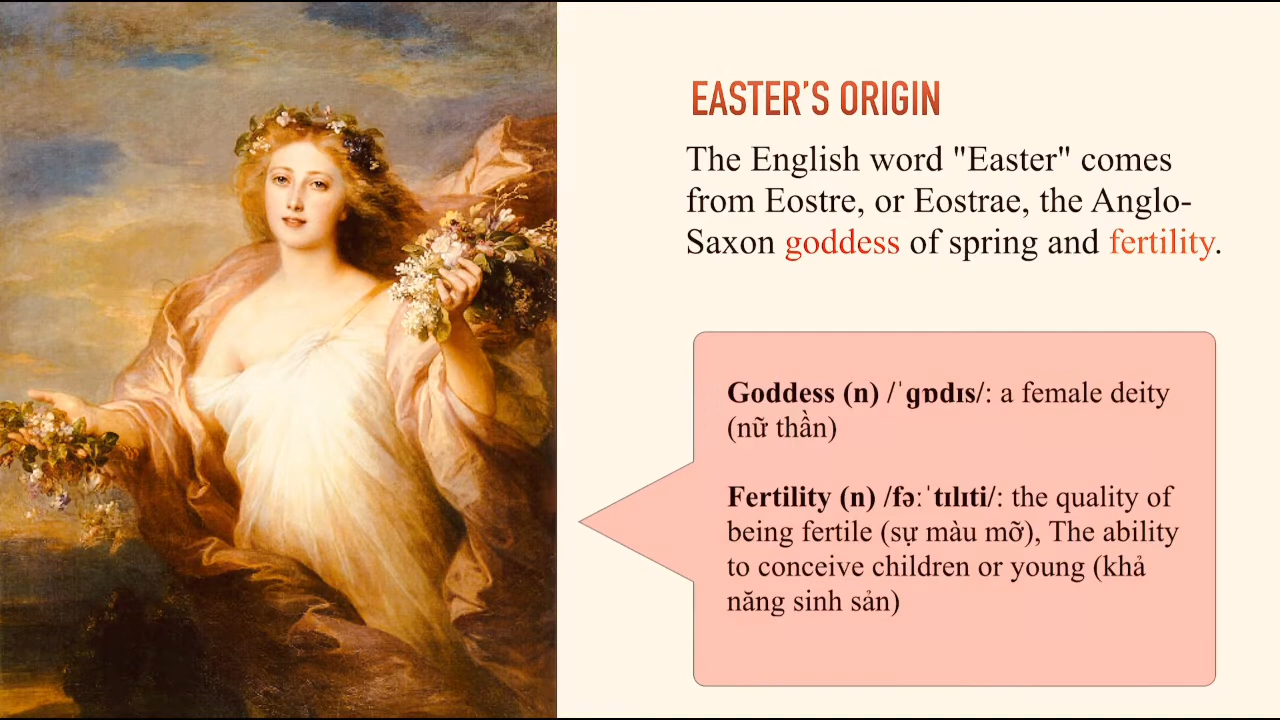 EASTER’S ORIGIN
The English word "Easter" comes
from Eostre, or Eostrae, the Anglo-
Saxon goddess of spring and fertility.
Goddess (n) /ˈɡɒdɪs/: a female deity
(nữ thần)
Fertility (n) /fəːˈtɪlɪti/: the quality of
being fertile (sự màu mỡ), The ability
to conceive children or young (khả
năng sinh sản)